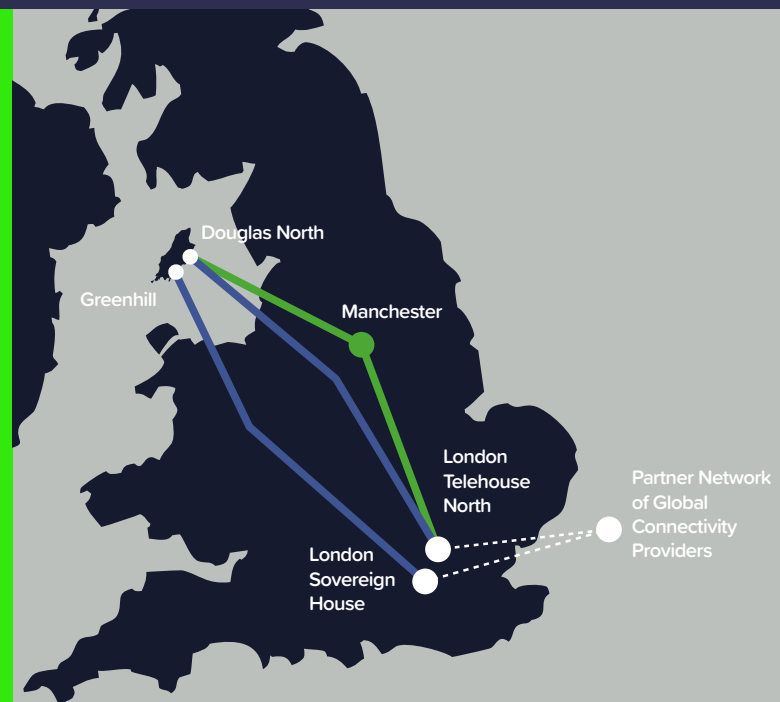 Douglas North
Greenhill
Manchester
London
Telehouse
North
Partner Network
of Global
Connectivity
Providers
London
Sovereign
House